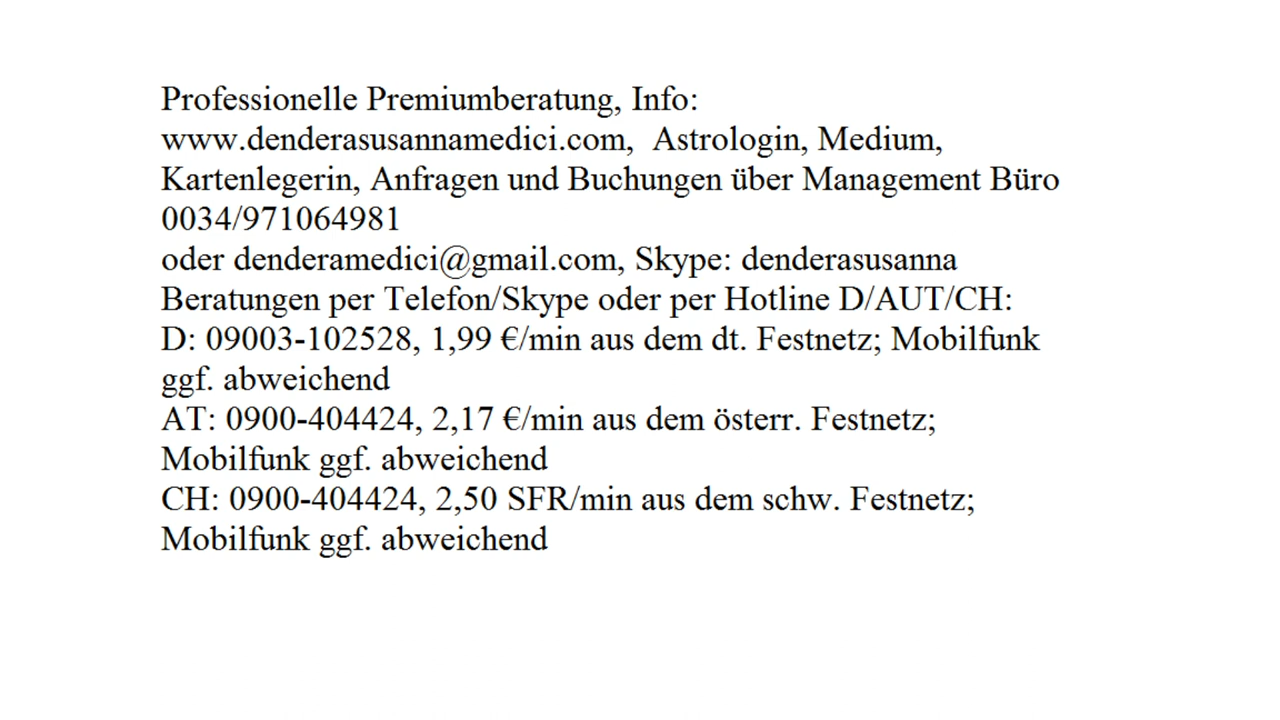 Professionelle Premiumberatung, Info:
www.denderasusannamedici.com,  Astrologin, Medium,
Kartenlegerin, Anfragen und Buchungen über Management Büro
0034/971064981
oder denderamedici@gmail.com, Skype: denderasusanna
Beratungen per Telefon/Skype oder per Hotline D/AUT/CH:
D: 09003-102528, 1,99 €/min aus dem dt. Festnetz; Mobilfunk
ggf. abweichend
AT: 0900-404424, 2,17 €/min aus dem österr. Festnetz;
Mobilfunk ggf. abweichend
CH: 0900-404424, 2,50 SFR/min aus dem schw. Festnetz;
Mobilfunk ggf. abweichend